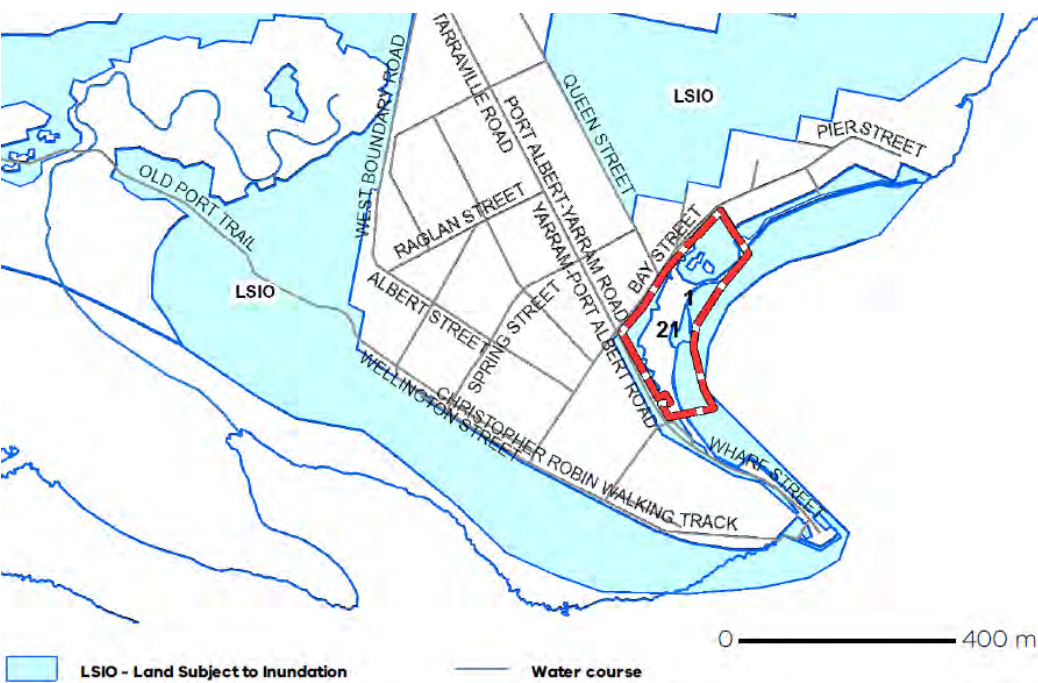 TARRAVILLE ROAD
WEST BOUNDARY ROAD
QUEEN STREET
LSIO
PORT ALBERT-YARRAM ROAD
PIER STREET
OLD PORT TRAIL
RAGLAN STREET
YARRAM-PORT ALBERT ROAD
BAY STREET
LSIO
ALBERT STREET
SPRING STREET
1
21
WELLINGTON STREET
CHRISTOPHER ROBIN WALKING TRACK
WHARF STREET
0 400 m
LSIO - Land Subject to Inundation
Water course